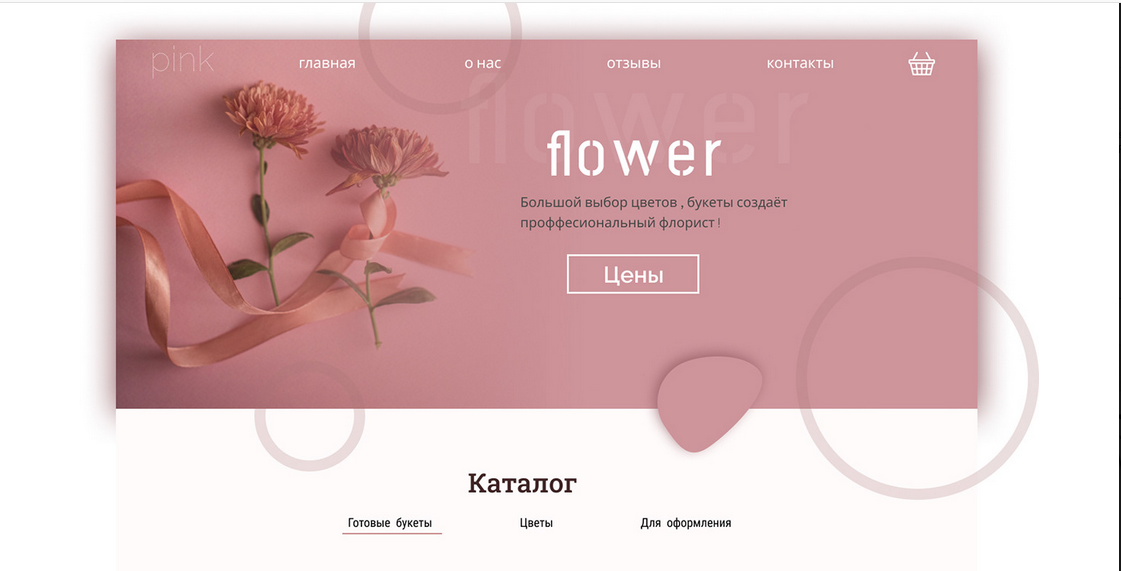 pink
главная
о нас
отзывы
контакты
flower
flower
Большой выбор цветов , букеты создаёт
проффесиональный флорист !
Цены
Каталог
Готовые букеты
Цветы
Для оформления